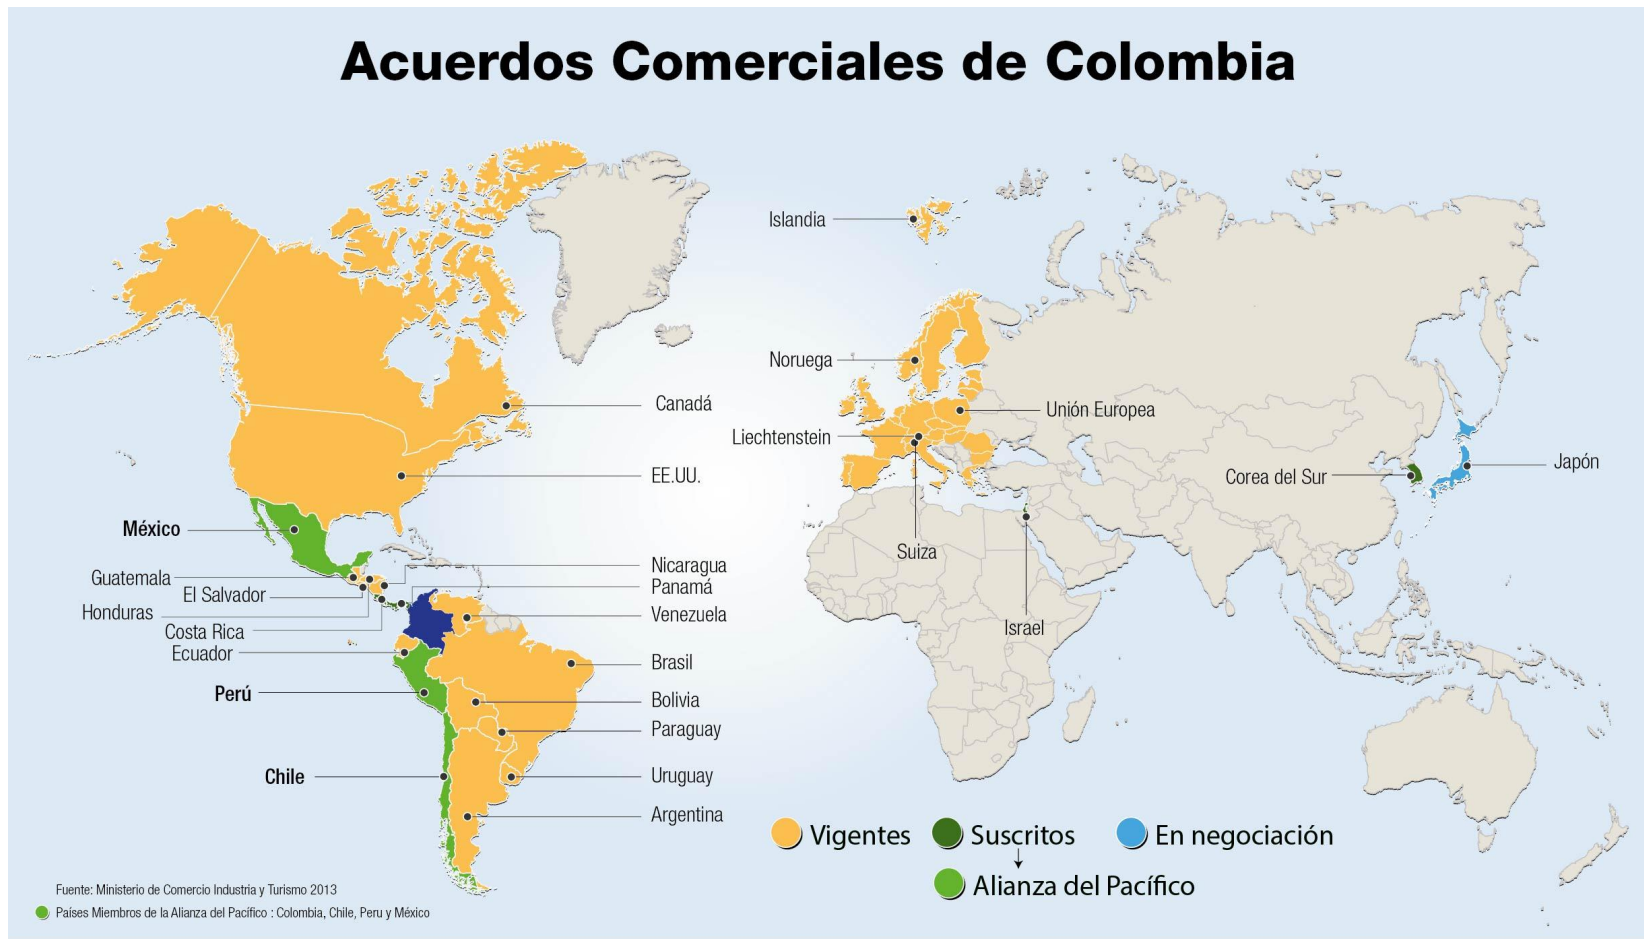 Acuerdos Comerciales de Colombia
Islandia
Noruega
Canadá
Unión Europea
Liechtenstein
Japón
EE.UU.
Corea del Sur
México
Suiza
Nicaragua
Guatemala
Panamá
El Salvador
Honduras
Venezuela
Israel
Costa Rica
Ecuador
Brasil
Perú
Bolivia
Paraguay
Chile
Uruguay
Argentina
Vigentes
Suscritos
En negociación
Alianza del Pacífico
Fuente: Ministerio de Comercio Industria y Turismo 2013
Países Miembros de la Alianza del Pacífico : Colombia, Chile, Peru y México